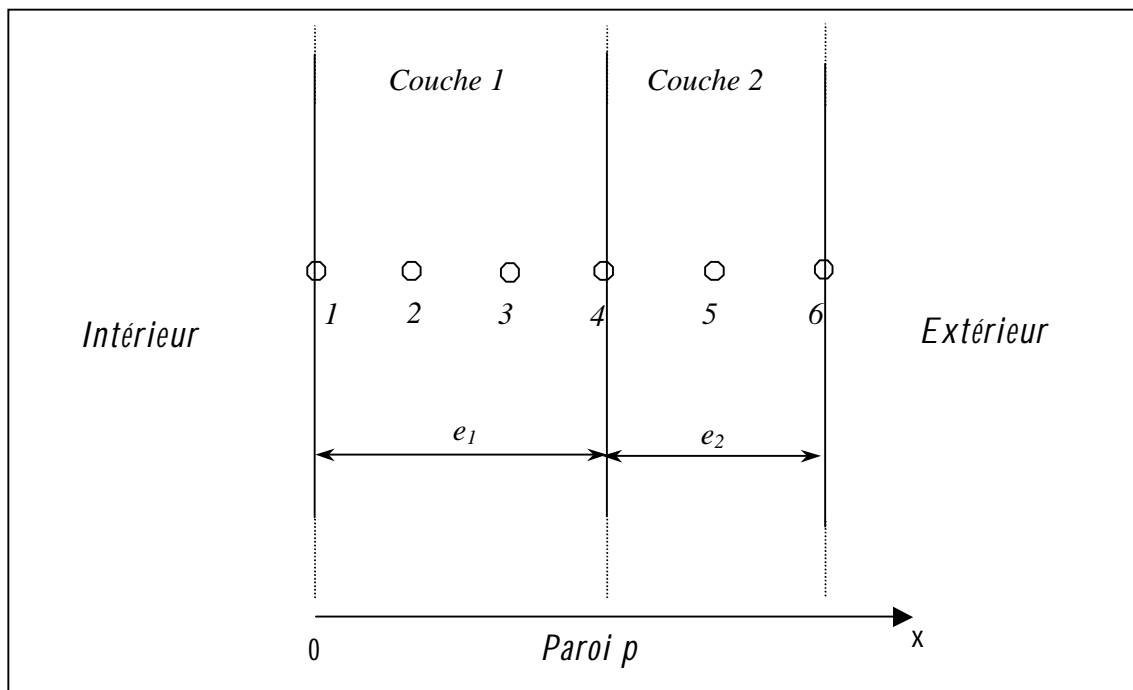 Couche 1 Couche 2
1 2 3 4 5 6
Intérieur Extérieur
e1 e2
0 Paroi p x